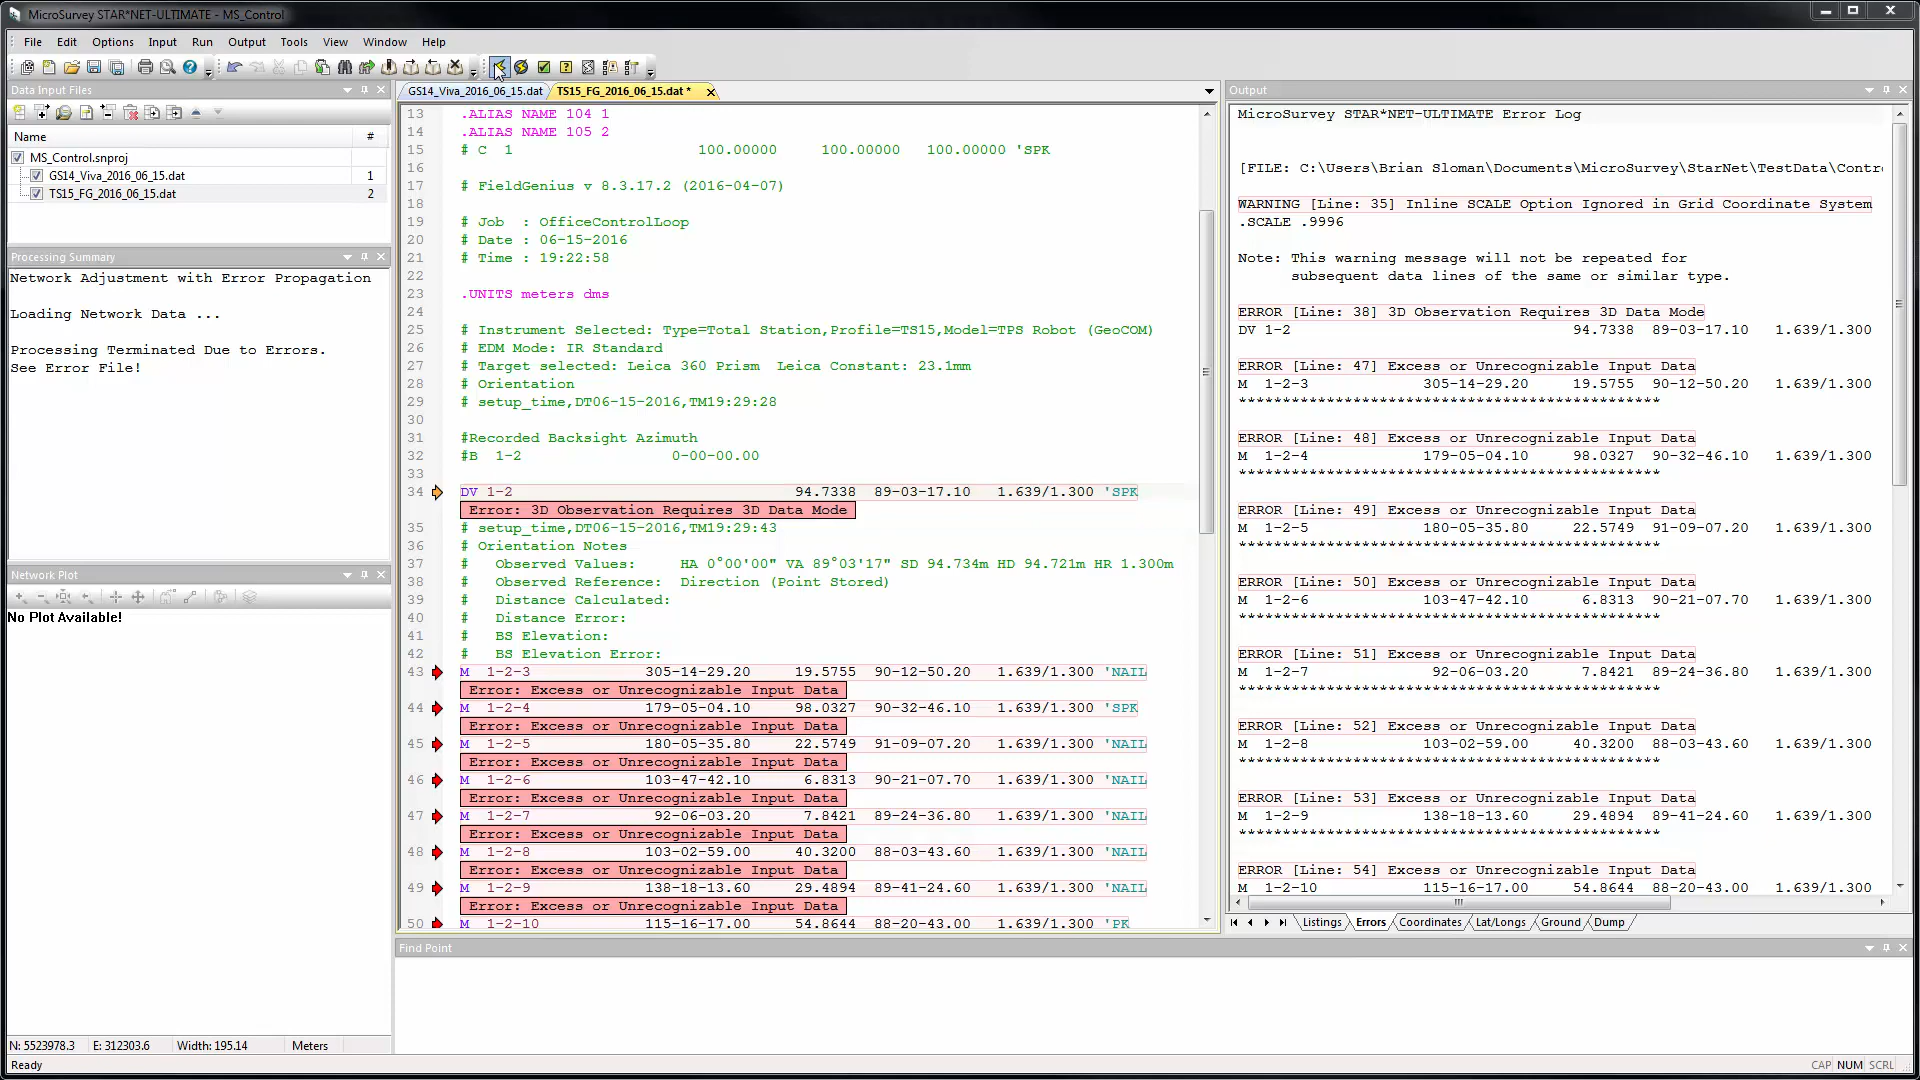 MicroSurvey STAR*NET-ULTIMATE - MS_Control
File Edit Options Input Run Output Tools View Window Help
Data Input Files
Name #
MS_Control.snproj
GS14_Viva_2016_06_15.dat 1
TS15_FG_2016_06_15.dat 2
Processing Summary
Network Adjustment with Error Propagation
Loading Network Data ...
Processing Terminated Due to Errors.
See Error File!
Network Plot
No Plot Available!
N: 5523978.3 E: 312303.6 Width: 195.14 Meters
Ready
GS14_Viva_2016_06_15.dat TS15_FG_2016_06_15.dat *
13 .ALIAS NAME 104 1
14 .ALIAS NAME 105 2
15 # C 1 100.00000 100.00000 100.00000 'SPK
16
17 # FieldGenius v 8.3.17.2 (2016-04-07)
18
19 # Job : OfficeControlLoop
20 # Date : 06-15-2016
21 # Time : 19:22:58
22
23 .UNITS meters dms
24
25 # Instrument Selected: Type=Total Station,Profile=TS15,Model=TPS Robot (GeoCOM)
26 # EDM Mode: IR Standard
27 # Target selected: Leica 360 Prism Leica Constant: 23.1mm
28 # Orientation
29 # setup_time,DT06-15-2016,TM19:29:28
30
31 #Recorded Backsight Azimuth
32 #B 1-2 0-00-00.00
33
34 DV 1-2 94.7338 89-03-17.10 1.639/1.300 'SPK
Error: 3D Observation Requires 3D Data Mode
35 # setup_time,DT06-15-2016,TM19:29:43
36 # Orientation Notes
37 # Observed Values: HA 0°00'00" VA 89°03'17" SD 94.734m HD 94.721m HR 1.300m
38 # Observed Reference: Direction (Point Stored)
39 # Distance Calculated:
40 # Distance Error:
41 # BS Elevation:
42 # BS Elevation Error:
43 M 1-2-3 305-14-29.20 19.5755 90-12-50.20 1.639/1.300 'NAIL
Error: Excess or Unrecognizable Input Data
44 M 1-2-4 179-05-04.10 98.0327 90-32-46.10 1.639/1.300 'SPK
Error: Excess or Unrecognizable Input Data
45 M 1-2-5 180-05-35.80 22.5749 91-09-07.20 1.639/1.300 'NAIL
Error: Excess or Unrecognizable Input Data
46 M 1-2-6 103-47-42.10 6.8313 90-21-07.70 1.639/1.300 'NAIL
Error: Excess or Unrecognizable Input Data
47 M 1-2-7 92-06-03.20 7.8421 89-24-36.80 1.639/1.300 'NAIL
Error: Excess or Unrecognizable Input Data
48 M 1-2-8 103-02-59.00 40.3200 88-03-43.60 1.639/1.300 'NAIL
Error: Excess or Unrecognizable Input Data
49 M 1-2-9 138-18-13.60 29.4894 89-41-24.60 1.639/1.300 'NAIL
Error: Excess or Unrecognizable Input Data
50 M 1-2-10 115-16-17.00 54.8644 88-20-43.00 1.639/1.300 'PK
Find Point
Output
MicroSurvey STAR*NET-ULTIMATE Error Log
[FILE: C:\Users\Brian Sloman\Documents\MicroSurvey\StarNet\TestData\Contr
WARNING [Line: 35] Inline SCALE Option Ignored in Grid Coordinate System
.SCALE .9996
Note: This warning message will not be repeated for
subsequent data lines of the same or similar type.
ERROR [Line: 38] 3D Observation Requires 3D Data Mode
DV 1-2 94.7338 89-03-17.10 1.639/1.300
ERROR [Line: 47] Excess or Unrecognizable Input Data
M 1-2-3 305-14-29.20 19.5755 90-12-50.20 1.639/1.300
***********************************************
ERROR [Line: 48] Excess or Unrecognizable Input Data
M 1-2-4 179-05-04.10 98.0327 90-32-46.10 1.639/1.300
***********************************************
ERROR [Line: 49] Excess or Unrecognizable Input Data
M 1-2-5 180-05-35.80 22.5749 91-09-07.20 1.639/1.300
***********************************************
ERROR [Line: 50] Excess or Unrecognizable Input Data
M 1-2-6 103-47-42.10 6.8313 90-21-07.70 1.639/1.300
***********************************************
ERROR [Line: 51] Excess or Unrecognizable Input Data
M 1-2-7 92-06-03.20 7.8421 89-24-36.80 1.639/1.300
***********************************************
ERROR [Line: 52] Excess or Unrecognizable Input Data
M 1-2-8 103-02-59.00 40.3200 88-03-43.60 1.639/1.300
***********************************************
ERROR [Line: 53] Excess or Unrecognizable Input Data
M 1-2-9 138-18-13.60 29.4894 89-41-24.60 1.639/1.300
***********************************************
ERROR [Line: 54] Excess or Unrecognizable Input Data
M 1-2-10 115-16-17.00 54.8644 88-20-43.00 1.639/1.300
Listings Errors Coordinates Lat/Longs Ground Dump
CAP NUM SCRL